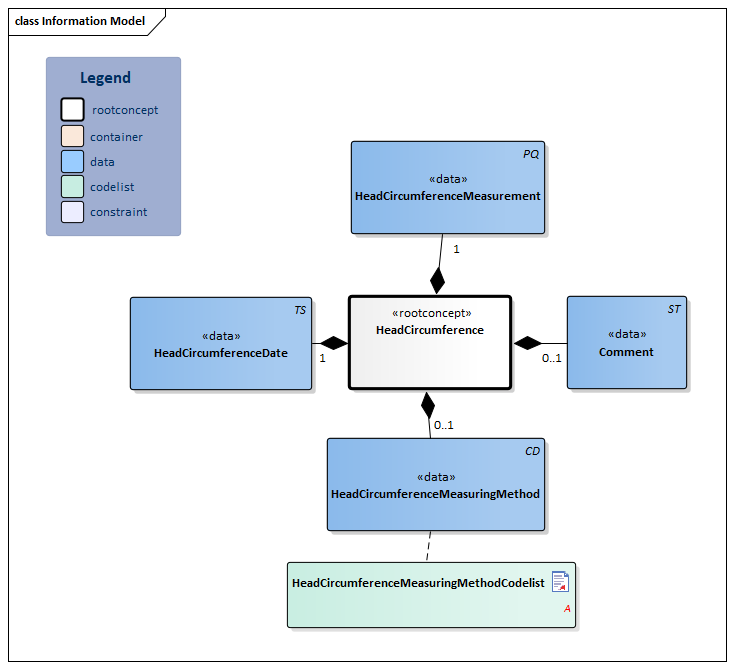 class Information Model
Legend
rootconcept
container
data
codelist
constraint
PQ
«data»
HeadCircumferenceMeasurement
1
TS
«data»
HeadCircumferenceDate
1
«rootconcept»
HeadCircumference
ST
«data»
Comment
0..1
0..1
CD
«data»
HeadCircumferenceMeasuringMethod
HeadCircumferenceMeasuringMethodCodelist
A